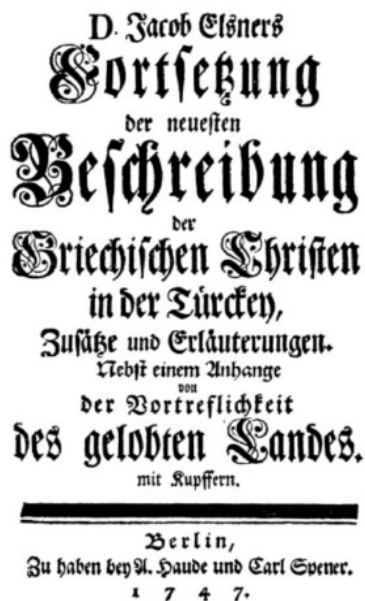 D. Jacob Elsners
Fortsetzung
der neuesten
Beschreibung
der
Griechischen Christen
in der Türckey,
Zusätze und Erläuterungen.
Nebst einem Anhange
von
der Vortreflichkeit
des gelobten Landes.
mit Kupffern.
Berlin,
Zu haben bey A. Haude und Carl Spener.
1747.